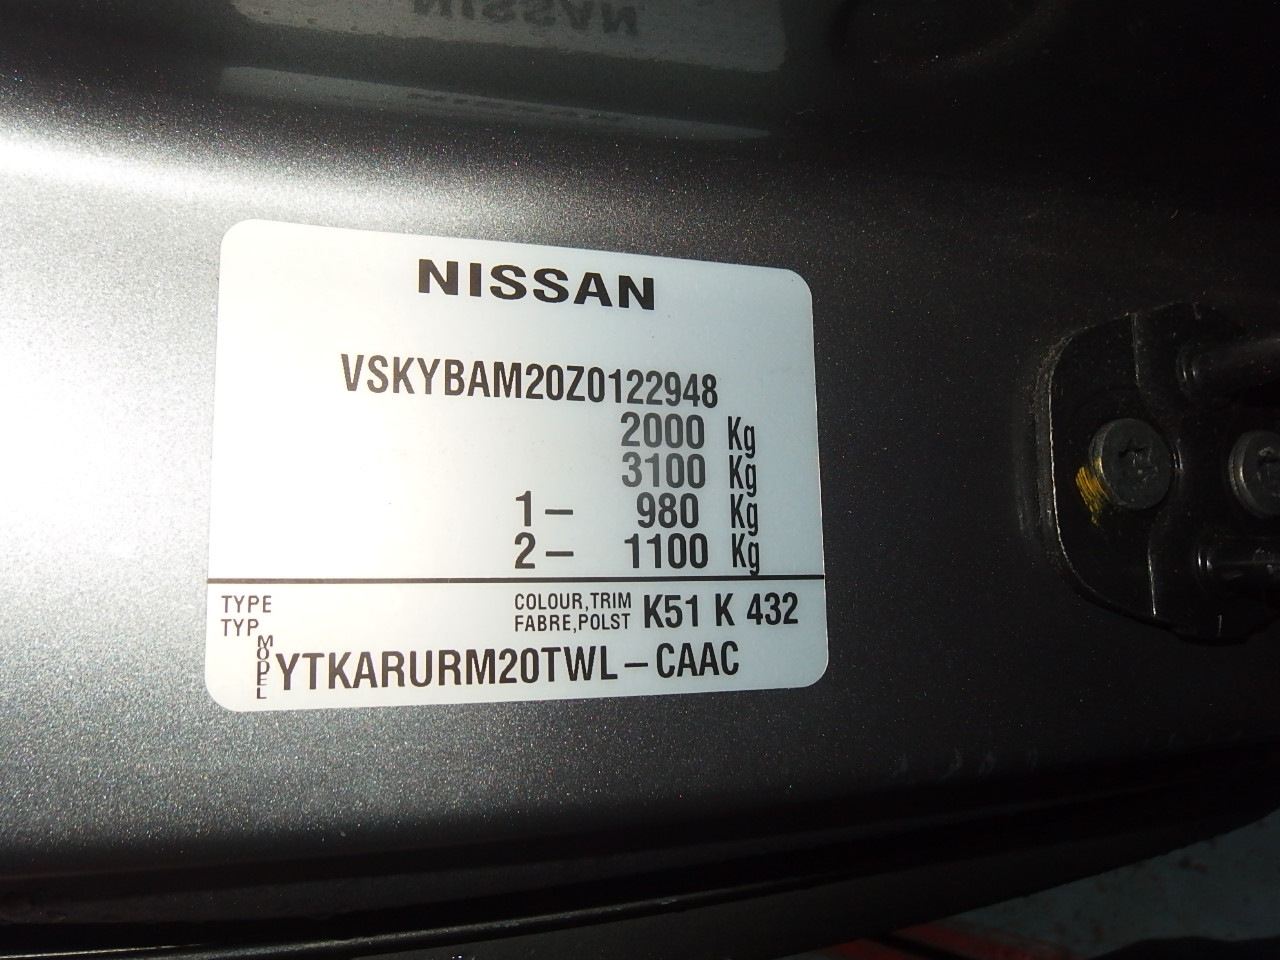 NISSAN
NISSAN
VSKYBAM20Z0122948
2000 Kg
3100 Kg
1– 980 Kg
2– 1100 Kg
TYPE COLOUR,TRIM K51 K 432
TYP FABRE,POLST
MODEL YTKARURM20TWL–CAAC